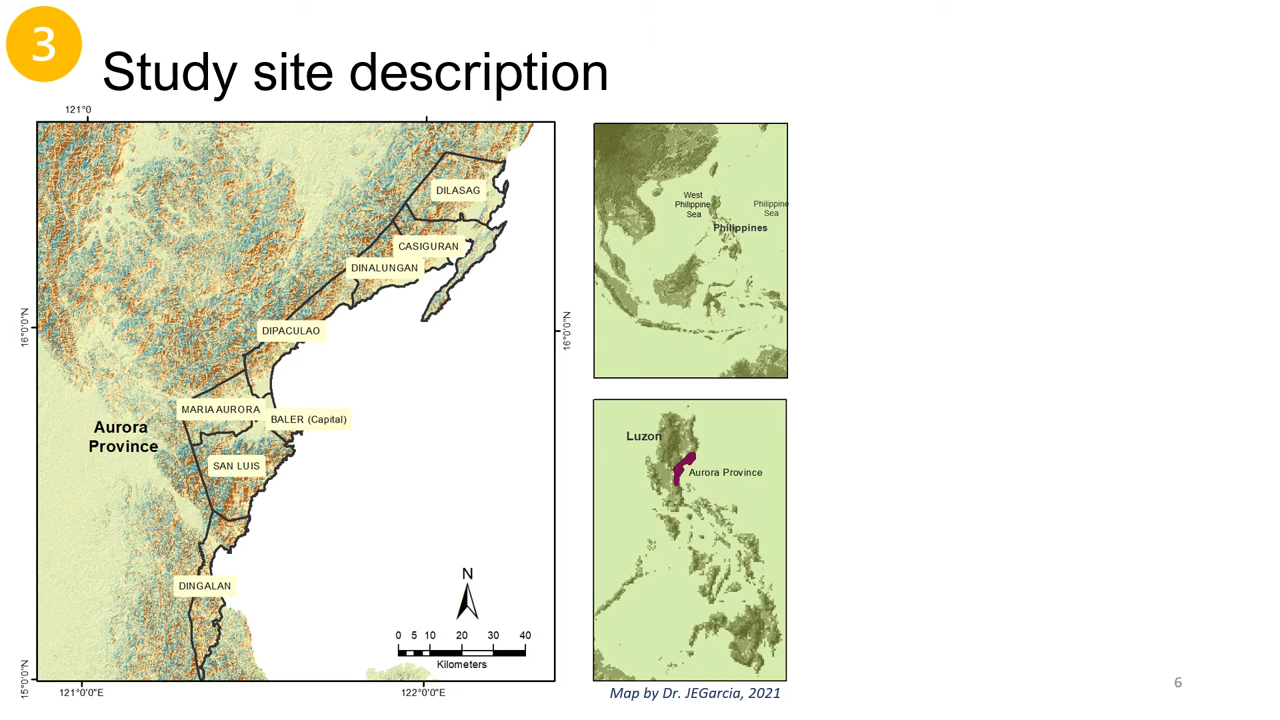 3
Study site description
121°0
DILASAG
CASIGURAN
DINALUNGAN
DIPACULAO
MARIA AURORA
BALER (Capital)
Aurora
Province
SAN LUIS
DINGALAN
N
0 5 10 20 30 40
Kilometers
16°0'0"N
16°0'0"N
15°0'0"N
121°0'0"E
122°0'0"E
West
Philippine
Sea
Philippine
Sea
Philippines
Luzon
Aurora Province
Map by Dr. JEGarcia, 2021
6